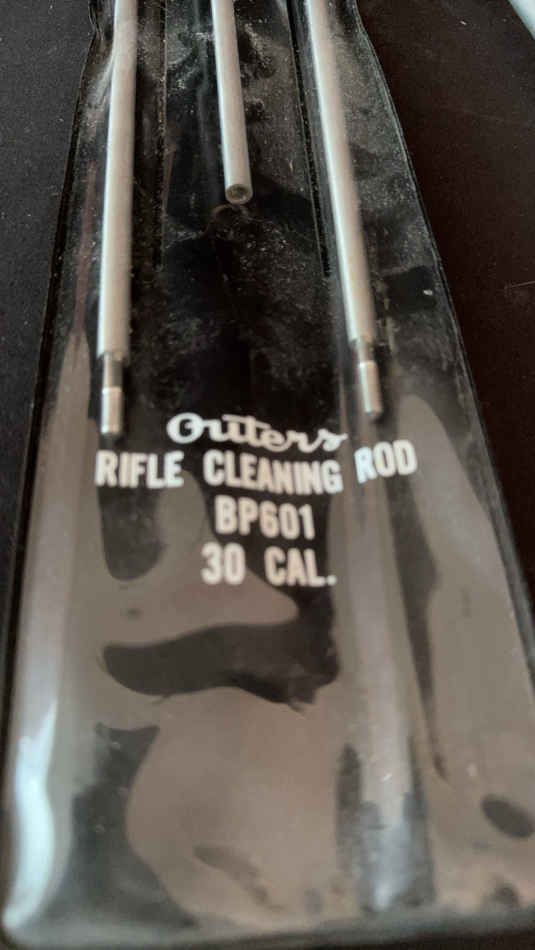 Outers
RIFLE CLEANING ROD
BP601
30 CAL.